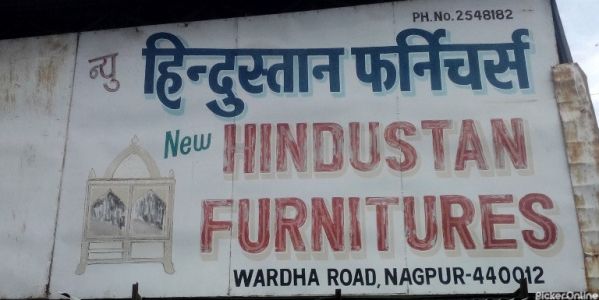 PH.No.2548182
न्यु हिन्दुस्तान फर्निचर्स
New HINDUSTAN
FURNITURES
WARDHA ROAD, NAGPUR-440012
PickerOnline